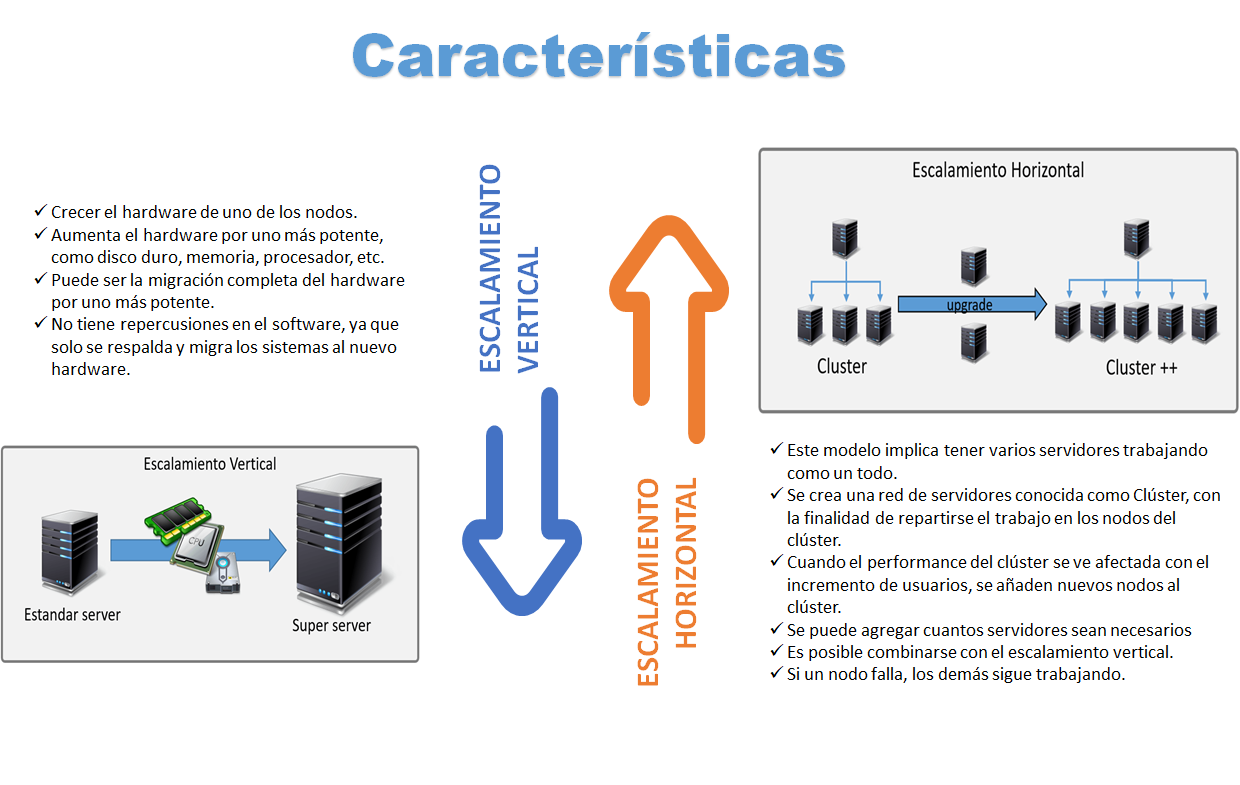 Características
✓ Crecer el hardware de uno de los nodos.
✓ Aumenta el hardware por uno más potente,
como disco duro, memoria, procesador, etc.
✓ Puede ser la migración completa del hardware
por uno más potente.
✓ No tiene repercusiones en el software, ya que
solo se respalda y migra los sistemas al nuevo
hardware.
Escalamiento Vertical
CPU
Estandar server
Super server
ESCALAMIENTO
VERTICAL
ESCALAMIENTO
HORIZONTAL
Escalamiento Horizontal
upgrade
Cluster
Cluster ++
✓ Este modelo implica tener varios servidores trabajando
como un todo.
✓ Se crea una red de servidores conocida como Clúster, con
la finalidad de repartirse el trabajo en los nodos del
clúster.
✓ Cuando el performance del clúster se ve afectada con el
incremento de usuarios, se añaden nuevos nodos al
clúster.
✓ Se puede agregar cuantos servidores sean necesarios
✓ Es posible combinarse con el escalamiento vertical.
✓ Si un nodo falla, los demás sigue trabajando.